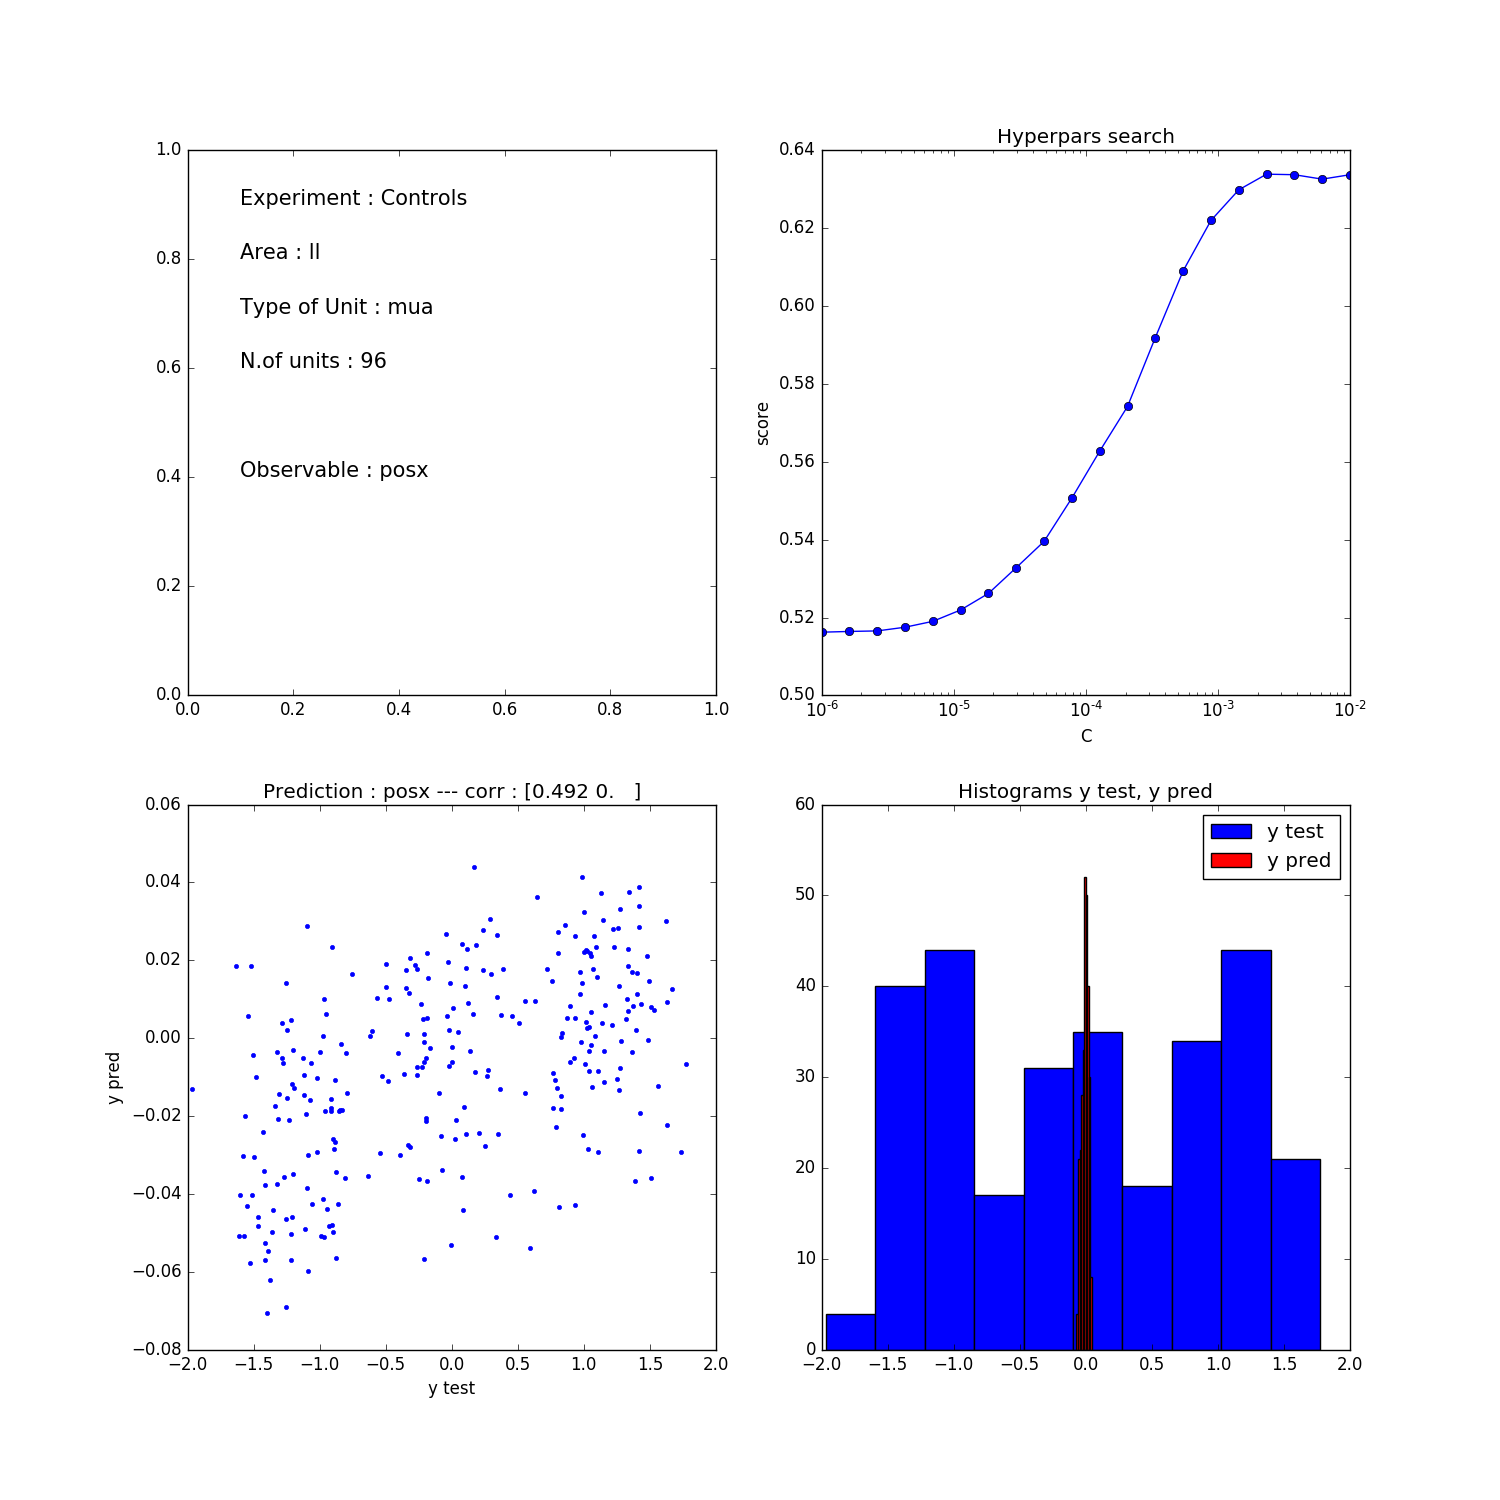 1.0
0.8
0.6
0.4
0.2
0.0
Experiment : Controls
Area : ll
Type of Unit : mua
N.of units : 96
Observable : posx
0.0 0.2 0.4 0.6 0.8 1.0
Hyperpars search
0.64
0.62
0.60
0.58
0.56
0.54
0.52
0.50
score
10-6 10-5 10-4 10-3 10-2
C
Prediction : posx --- corr : [0.492 0. ]
0.06
0.04
0.02
0.00
−0.02
−0.04
−0.06
−0.08
y pred
−2.0 −1.5 −1.0 −0.5 0.0 0.5 1.0 1.5 2.0
y test
Histograms y test, y pred
60
50
40
30
20
10
0
y test
y pred
−2.0 −1.5 −1.0 −0.5 0.0 0.5 1.0 1.5 2.0